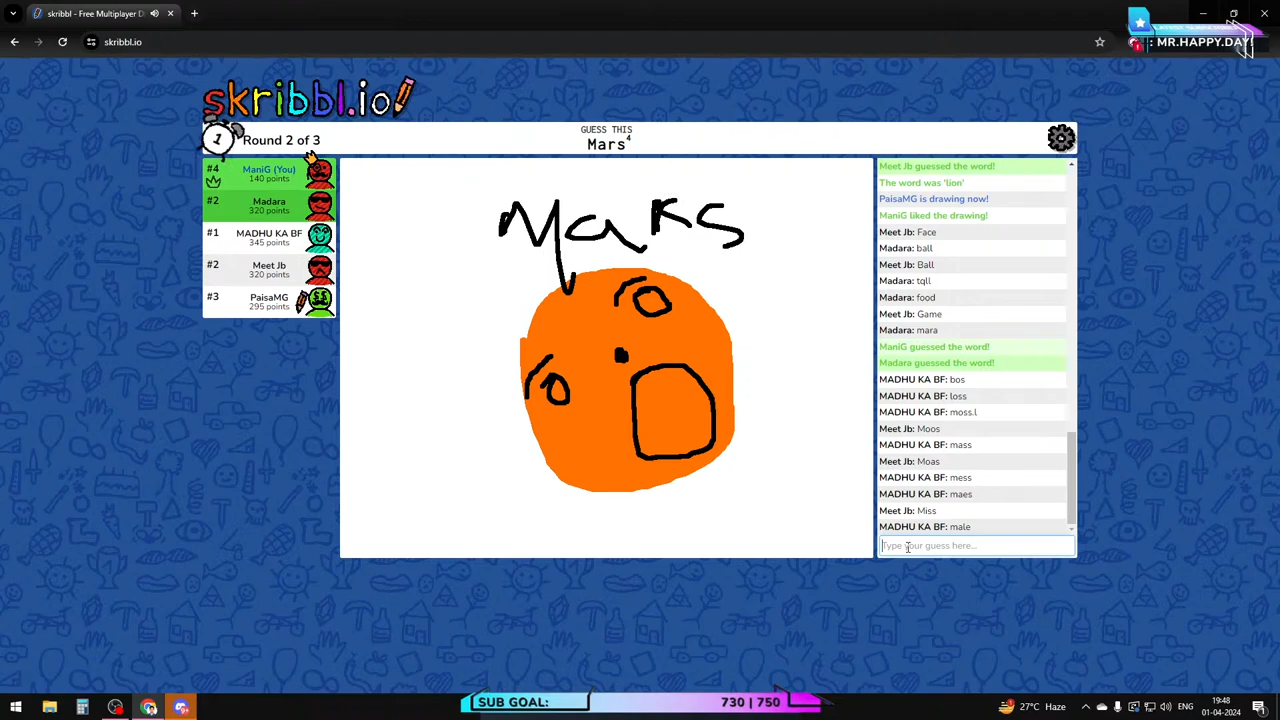 skribbl - Free Multiplayer D
skribbl.io
: MR.HAPPY.DAY!
skribbl.io
1
Round 2 of 3
GUESS THIS
Mars4
#4
ManiG (You)
140 points
#2
Madara
320 points
#1
MADHU KA BF
345 points
#2
Meet Jb
320 points
#3
PaisaMG
295 points
Mars
Meet Jb guessed the word!
The word was 'lion'
PaisaMG is drawing now!
ManiG liked the drawing!
Meet Jb: Face
Madara: ball
Meet Jb: Ball
Madara: tqll
Madara: food
Meet Jb: Game
Madara: mara
ManiG guessed the word!
Madara guessed the word!
MADHU KA BF: bos
MADHU KA BF: loss
MADHU KA BF: moss.l
Meet Jb: Moos
MADHU KA BF: mass
Meet Jb: Moas
MADHU KA BF: mess
MADHU KA BF: maes
Meet Jb: Miss
MADHU KA BF: male
Type your guess here...
SUB GOAL:
730 | 750
27°C Haze
ENG
19:48
01-04-2024